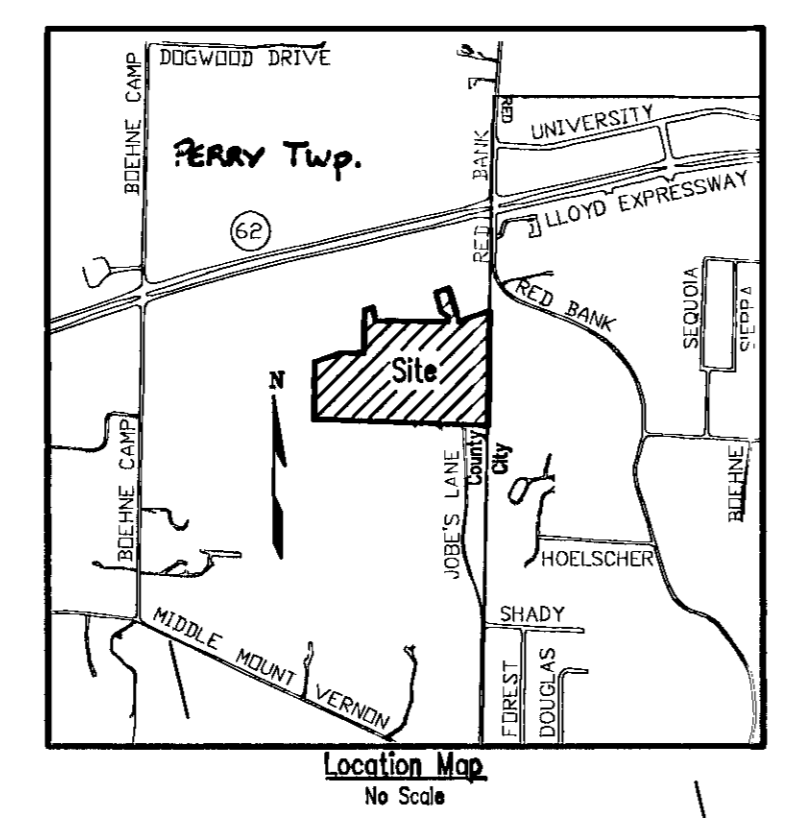 DOGWOOD DRIVE
BOEHNE CAMP
PERRY TWP.
RED
BANK
RED
UNIVERSITY
LLOYD EXPRESSWAY
62
RED BANK
SEQUOIA
SIERRA
Site
N
BOEHNE CAMP
JOBE'S LANE
County
City
BOEHNE
HOELSCHER
SHADY
MIDDLE MOUNT VERNON
FOREST
DOUGLAS
Location Map
No Scale